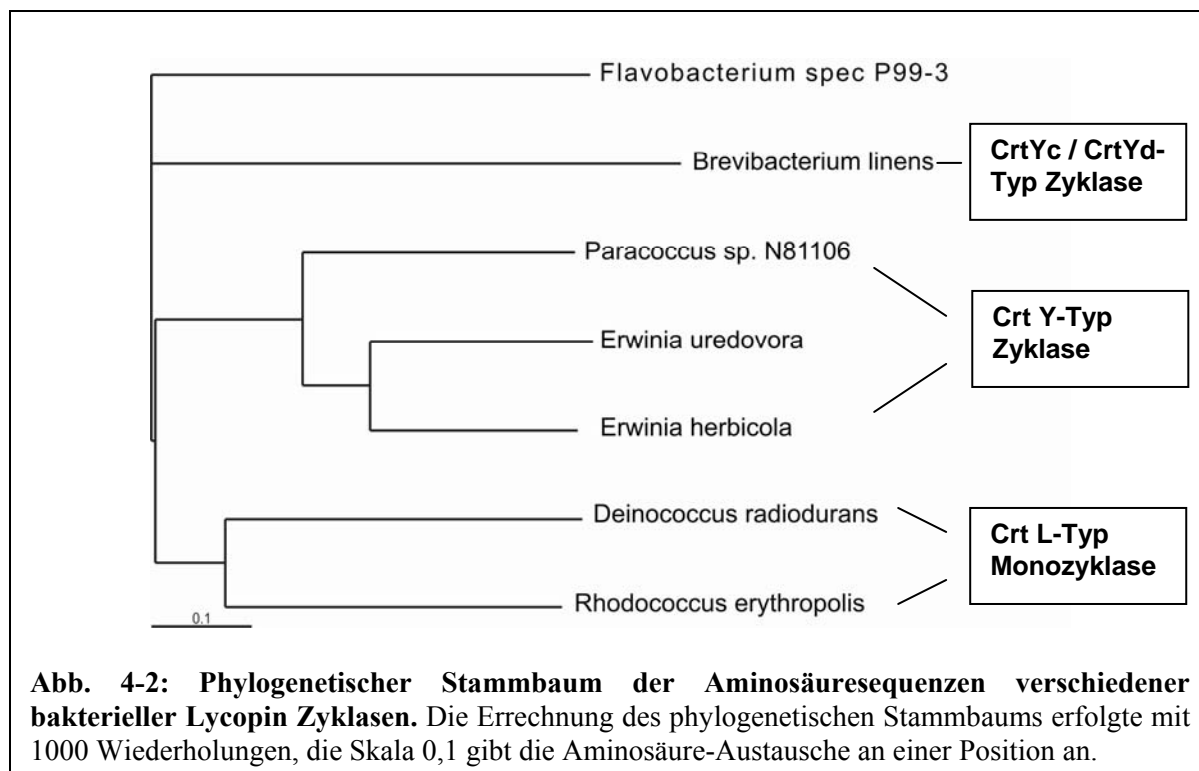 Flavobacterium spec P99-3
Brevibacterium linens
CrtYc / CrtYd-
Typ Zyklase
Paracoccus sp. N81106
Erwinia uredovora
Crt Y-Typ
Zyklase
Erwinia herbicola
Deinococcus radiodurans
Crt L-Typ
Monozyklase
Rhodococcus erythropolis
0.1
Abb. 4-2: Phylogenetischer Stammbaum der Aminosäuresequenzen verschiedener
bakterieller Lycopin Zyklasen. Die Errechnung des phylogenetischen Stammbaums erfolgte mit
1000 Wiederholungen, die Skala 0,1 gibt die Aminosäure-Austausche an einer Position an.